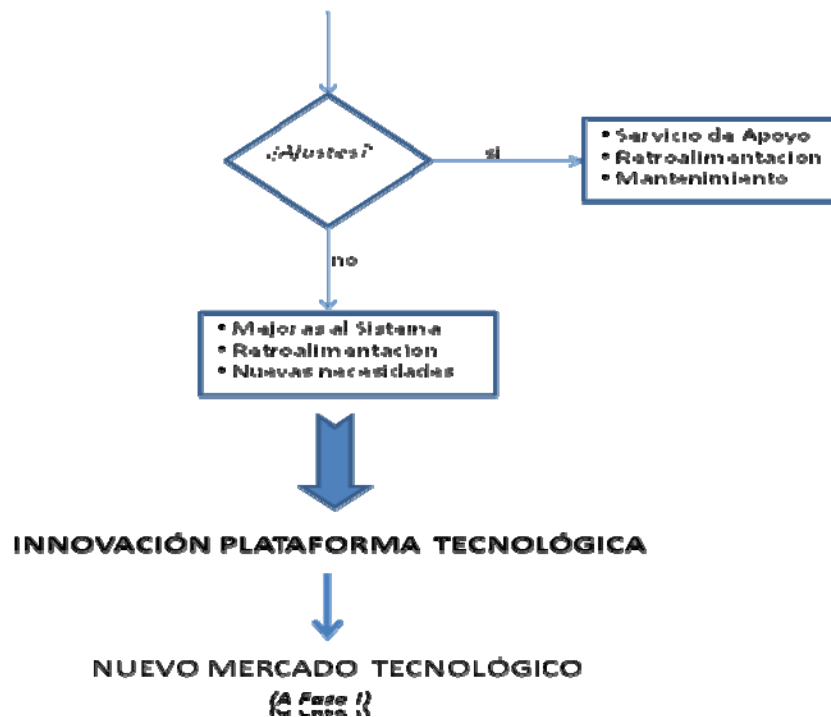 ¿Ajustes?
si
• Servicio de Apoyo
• Retroalimentacion
• Mantenimiento
no
• Mejoras al Sistema
• Retroalimentacion
• Nuevas necesidades
INNOVACIÓN PLATAFORMA TECNOLÓGICA
NUEVO MERCADO TECNOLÓGICO
(A Fase I)